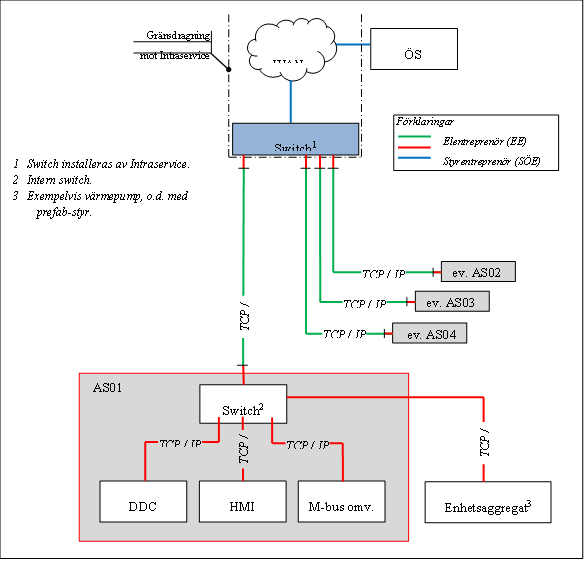 Gränsdragning
mot Intraservice
ÖS
Switch1
Förklaringar
Elentreprenör (EE)
Styrentreprenör (SÖE)
1 Switch installeras av Intraservice.
2 Intern switch.
3 Exempelvis värmepump, o.d. med
prefab-styr.
TCP / IP
ev. AS02
TCP / IP
ev. AS03
TCP / IP
ev. AS04
TCP /
AS01
Switch2
TCP / IP
TCP /
TCP / IP
TCP /
DDC
HMI
M-bus omv.
Enhetsaggregat3